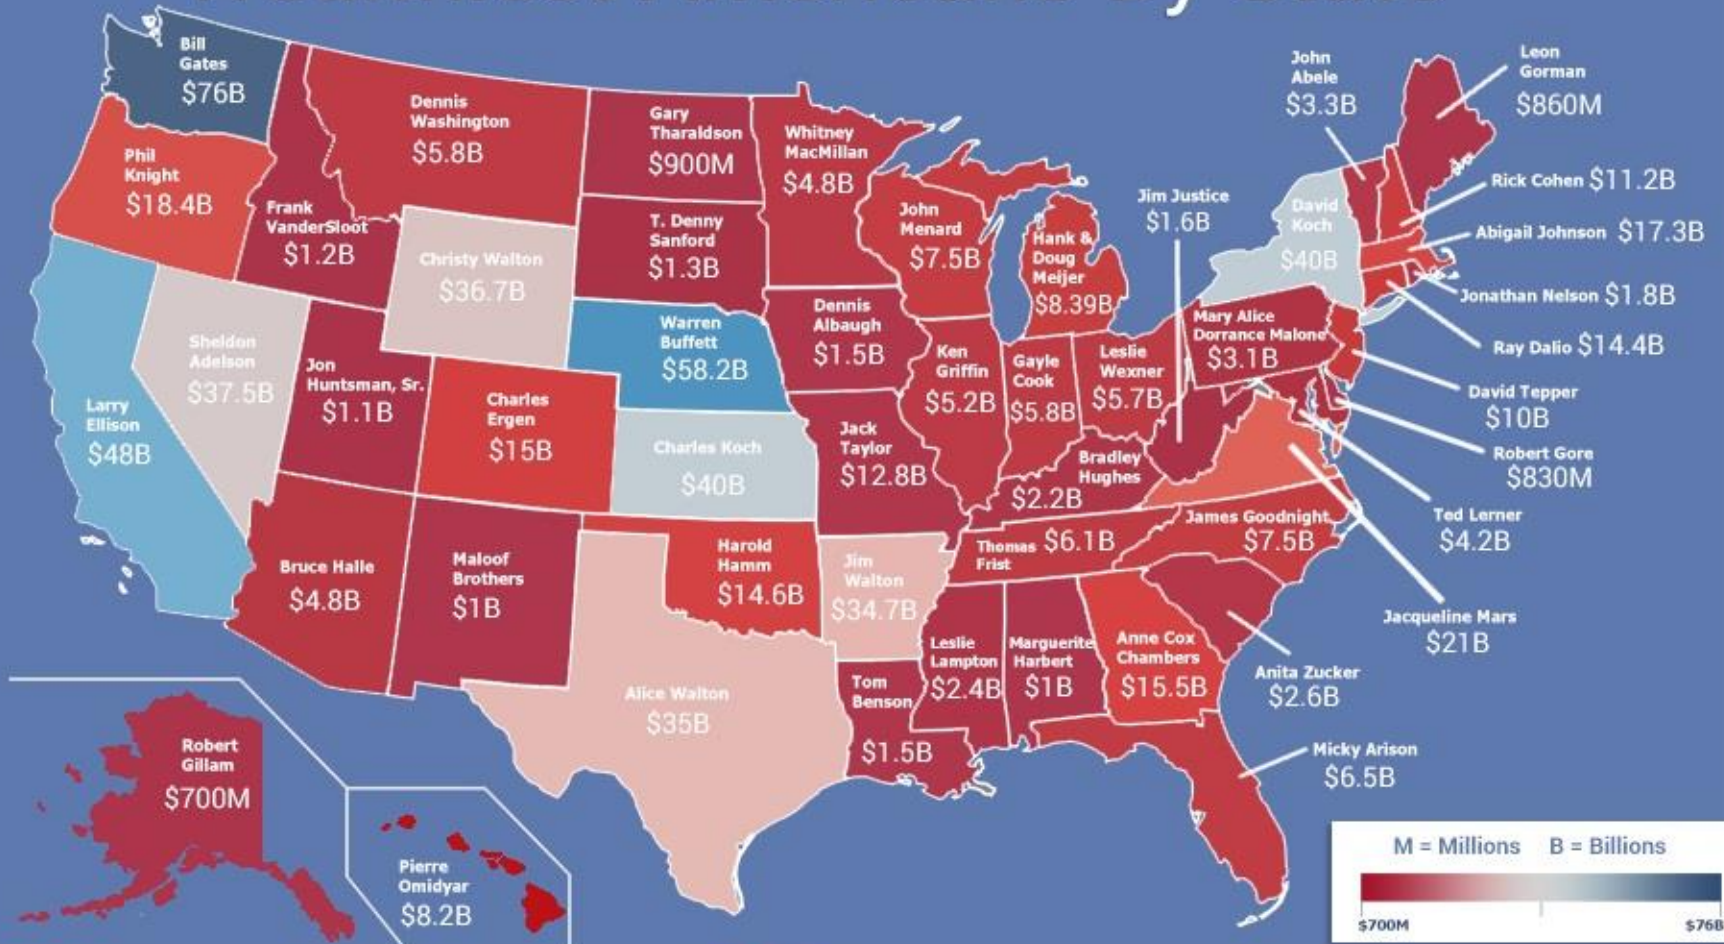 Bill
Gates
$76B
Dennis
Washington
$5.8B
Gary
Tharaldson
$900M
Whitney
MacMillan
$4.8B
John
Abele
$3.3B
Leon
Gorman
$860M
Phil
Knight
$18.4B
Frank
VanderSloot
$1.2B
T. Denny
Sanford
$1.3B
John
Menard
$7.5B
Hank &
Doug
Meijer
$8.39B
Jim Justice
$1.6B
David
Koch
$40B
Rick Cohen $11.2B
Abigail Johnson $17.3B
Jonathan Nelson $1.8B
Ray Dalio $14.4B
Christy Walton
$36.7B
Sheldon
Adelson
$37.5B
Jon
Huntsman, Sr.
$1.1B
Warren
Buffett
$58.2B
Dennis
Albaugh
$1.5B
Ken
Griffin
$5.2B
Gayle
Cook
$5.8B
Leslie
Wexner
$5.7B
Mary Alice
Dorrance Malone
$3.1B
David Tepper
$10B
Robert Gore
$830M
Larry
Ellison
$48B
Charles
Ergen
$15B
Charles Koch
$40B
Jack
Taylor
$12.8B
Bradley
Hughes
$2.2B
Ted Lerner
$4.2B
Bruce Halle
$4.8B
Maloof
Brothers
$1B
Harold
Hamm
$14.6B
Jim
Walton
$34.7B
Thomas
Frist
$6.1B
James Goodnight
$7.5B
Jacqueline Mars
$21B
Alice Walton
$35B
Tom
Benson
$1.5B
Leslie
Lampton
$2.4B
Marguerite
Harbert
$1B
Anne Cox
Chambers
$15.5B
Anita Zucker
$2.6B
Micky Arison
$6.5B
Robert
Gillam
$700M
Pierre
Omidyar
$8.2B
M = Millions B = Billions
$700M
$76B